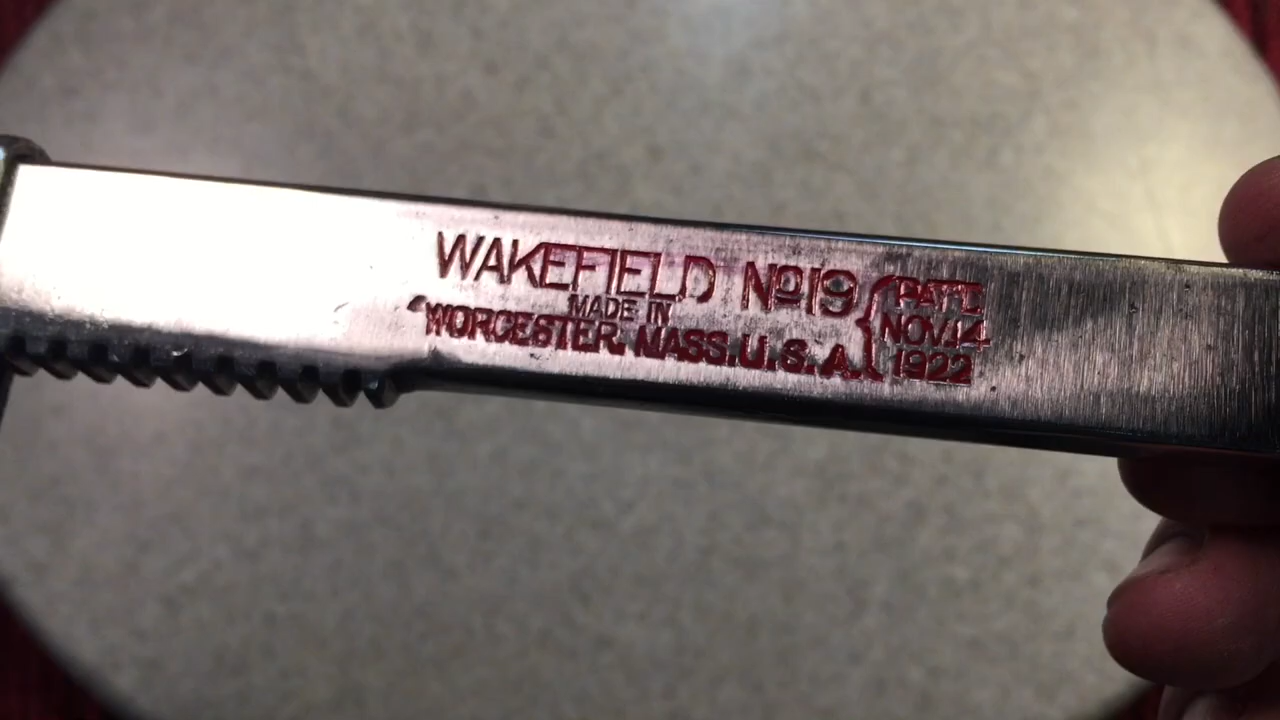 WAKEFIELD No19
MADE IN
WORCESTER, MASS. U.S.A.
PAT'D
NOV.14
1922